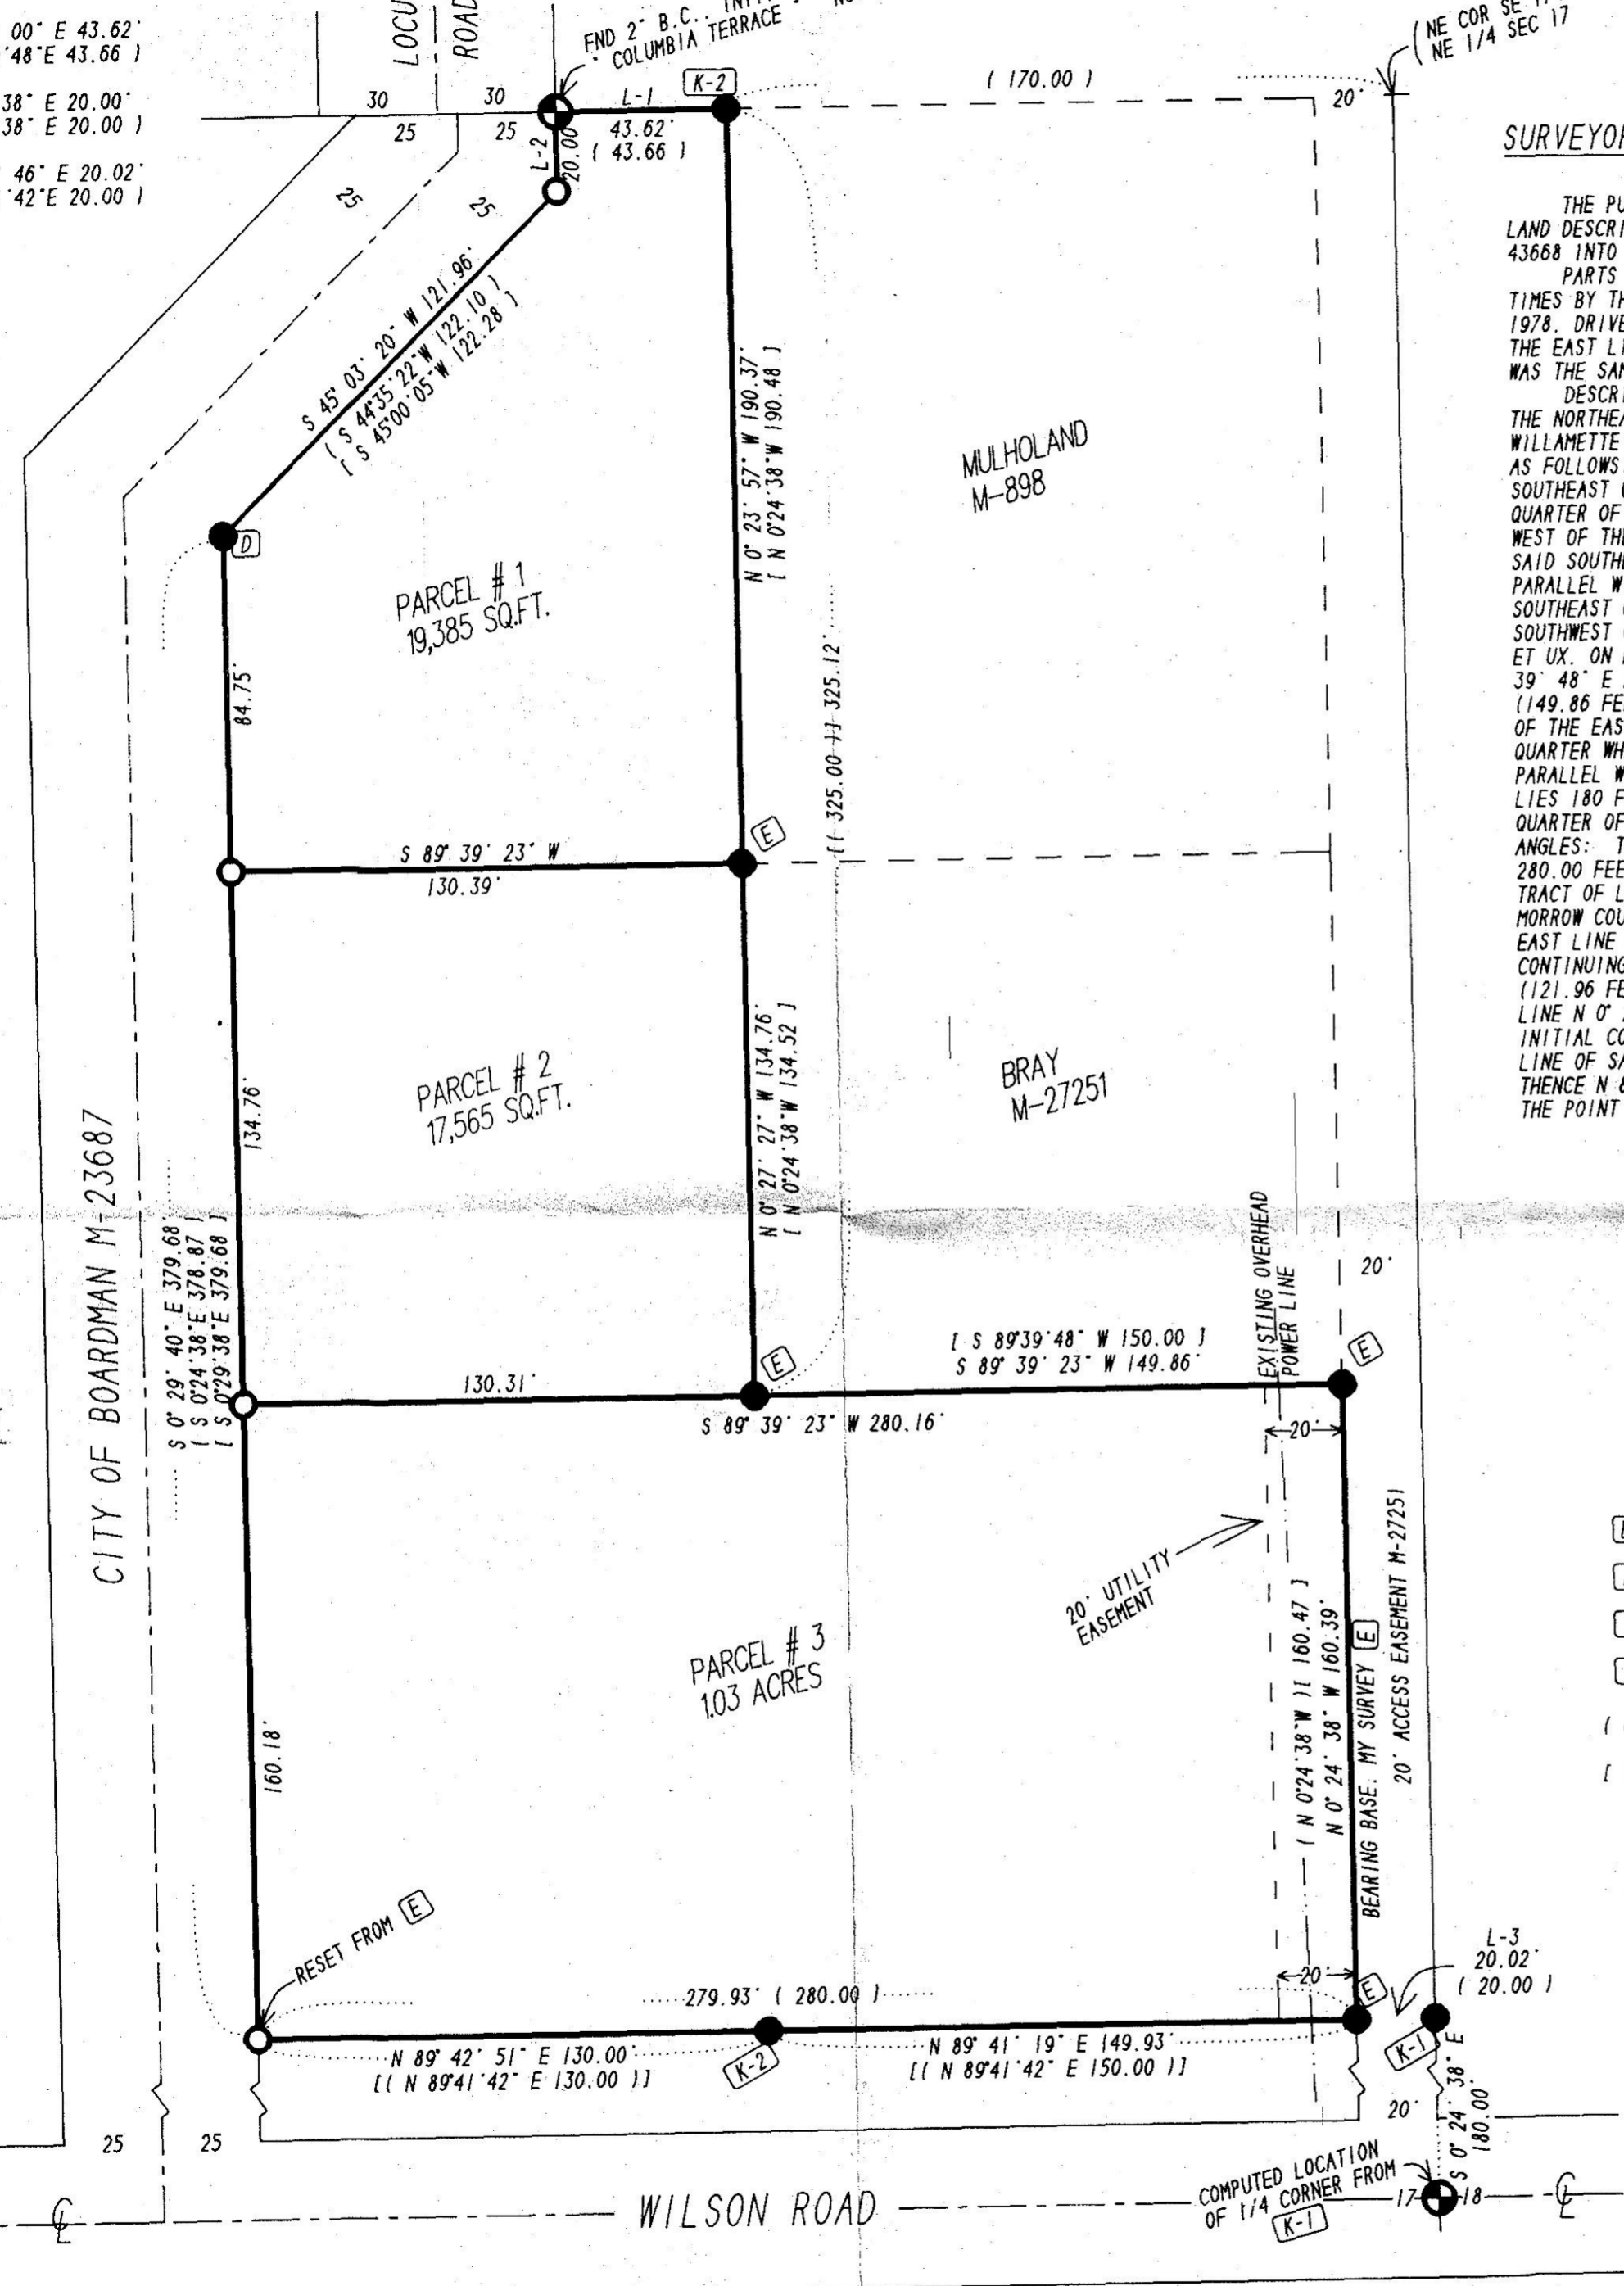 00" E 43.62'
'48"E 43.66 )
38" E 20.00'
38" E 20.00 )
46" E 20.02'
'42"E 20.00 )
LOCU
ROAD
FND 2" B.C.
COLUMBIA TERRACE
( NE COR SE
( NE 1/4 SEC 17
K-2
( 170.00 )
30
30
L-1
20'
25
25
43.62'
( 43.66 )
L-2
20.00'
25
25
S 45° 03' 20" W 121.96'
( S 44°35'22"W 122.10 )
[ S 45°00'05"W 122.28 ]
D
N 0° 23' 57" W 190.37'
[ N 0°24'38"W 190.48 ]
MULHOLAND
M-898
PARCEL # 1
19,385 SQ.FT.
84.75'
[( 325.00 )] 325.12'
E
S 89° 39' 23" W
130.39'
PARCEL # 2
17,565 SQ.FT.
134.76'
N 0° 27' 27" W 134.76'
[ N 0°24'38"W 134.52 ]
BRAY
M-27251
CITY OF BOARDMAN M-23687
S 0° 29' 40" E 379.68'
( S 0°24'38"E 378.87 )
[ S 0°29'38"E 379.68 ]
EXISTING OVERHEAD
POWER LINE
20'
[ S 89°39'48" W 150.00 ]
S 89° 39' 23" W 149.86'
E
E
130.31'
S 89° 39' 23" W 280.16'
20'
20' UTILITY
EASEMENT
PARCEL # 3
1.03 ACRES
160.18'
( N 0°24'38"W )[ 160.47 ]
N 0° 24' 38" W 160.39'
BEARING BASE. MY SURVEY E
20' ACCESS EASEMENT M-27251
RESET FROM E
20'
E
L-3
20.02'
( 20.00 )
279.93' ( 280.00 )
N 89° 42' 51" E 130.00'
[( N 89°41'42" E 130.00 )]
K-2
N 89° 41' 19" E 149.93'
[( N 89°41'42" E 150.00 )]
K-1
S 0° 24' 38" E
180.00'
20'
25
25
COMPUTED LOCATION
OF 1/4 CORNER FROM
K-1
WILSON ROAD
17
18
SURVEYOR
THE PU
LAND DESCRI
43668 INTO
PARTS
TIMES BY TH
1978. DRIVE
THE EAST LI
WAS THE SAM
DESCRI
THE NORTHEA
WILLAMETTE
AS FOLLOWS
SOUTHEAST
QUARTER OF
WEST OF THE
SAID SOUTHE
PARALLEL W
SOUTHEAST
SOUTHWEST
ET UX. ON
39' 48" E
(149.86 FE
OF THE EAS
QUARTER WH
PARALLEL W
LIES 180 F
QUARTER OF
ANGLES: T
280.00 FEE
TRACT OF L
MORROW COU
EAST LINE
CONTINUING
(121.96 FE
LINE N 0°
INITIAL CO
LINE OF SA
THENCE N 8
THE POINT